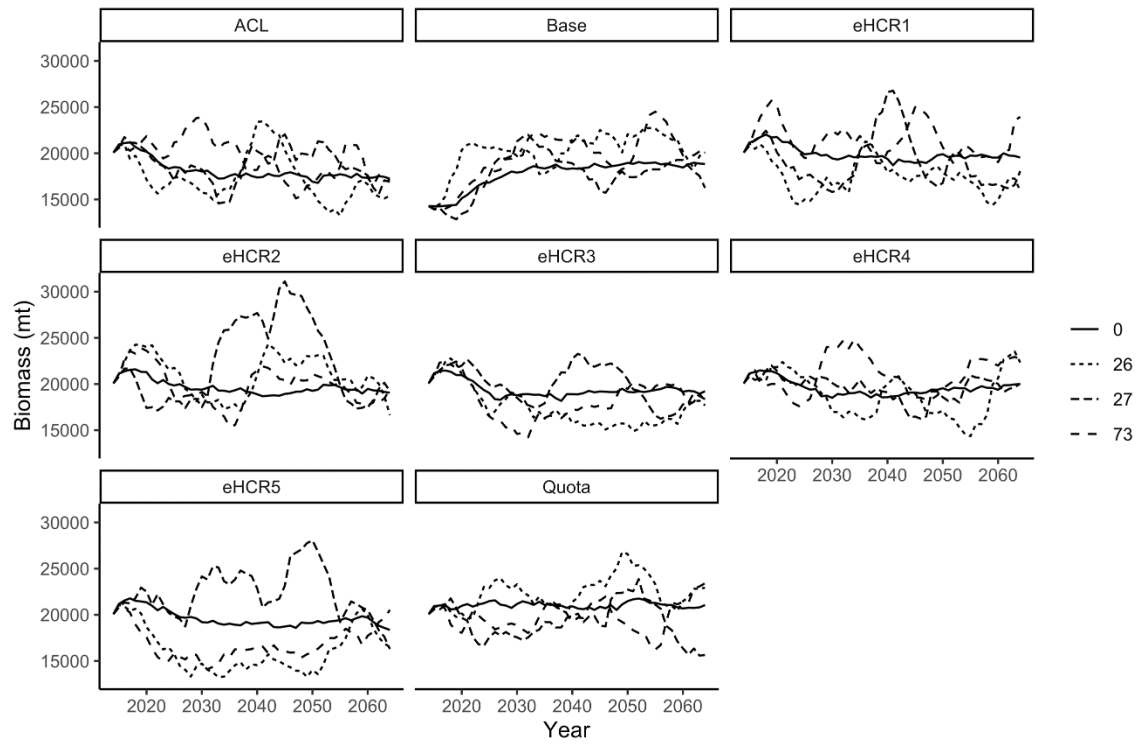 ACL Base eHCR1
30000
25000
20000
15000
eHCR2 eHCR3 eHCR4
30000
25000
20000
15000
2020 2030 2040 2050 2060
eHCR5 Quota
30000
25000
20000
15000
2020 2030 2040 2050 2060 2020 2030 2040 2050 2060
Year
Biomass (mt)
0
26
27
73